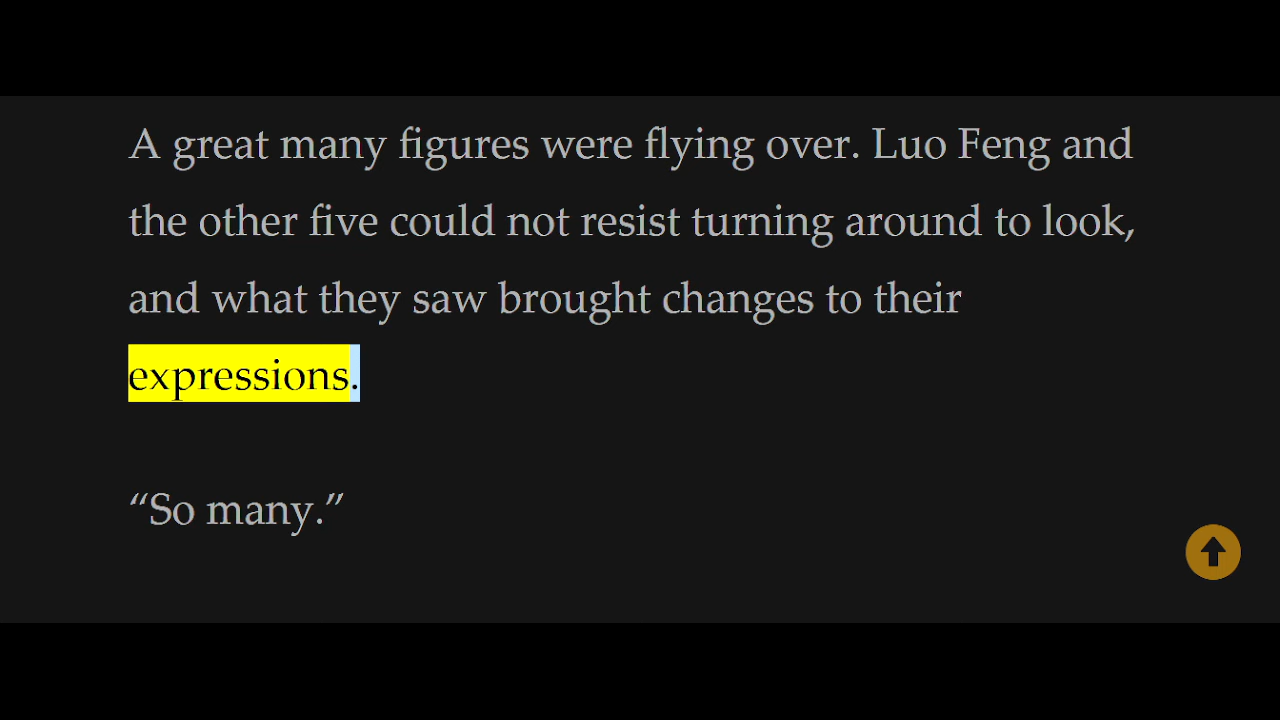 A great many figures were flying over. Luo Feng and
the other five could not resist turning around to look,
and what they saw brought changes to their
expressions.
“So many.”